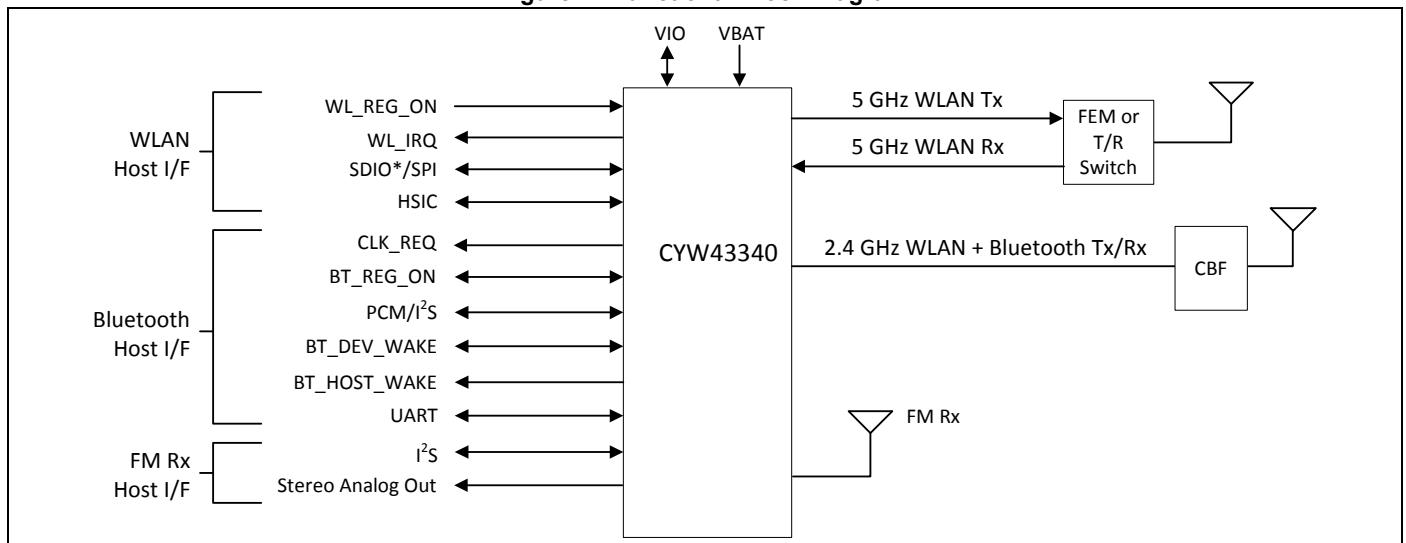 VIO VBAT
WLAN
Host I/F
WL_REG_ON
WL_IRQ
SDIO*/SPI
HSIC
Bluetooth
Host I/F
CLK_REQ
BT_REG_ON
PCM/I²S
BT_DEV_WAKE
BT_HOST_WAKE
UART
FM Rx
Host I/F
I²S
Stereo Analog Out
CYW43340
5 GHz WLAN Tx
5 GHz WLAN Rx
FEM or
T/R
Switch
2.4 GHz WLAN + Bluetooth Tx/Rx
CBF
FM Rx